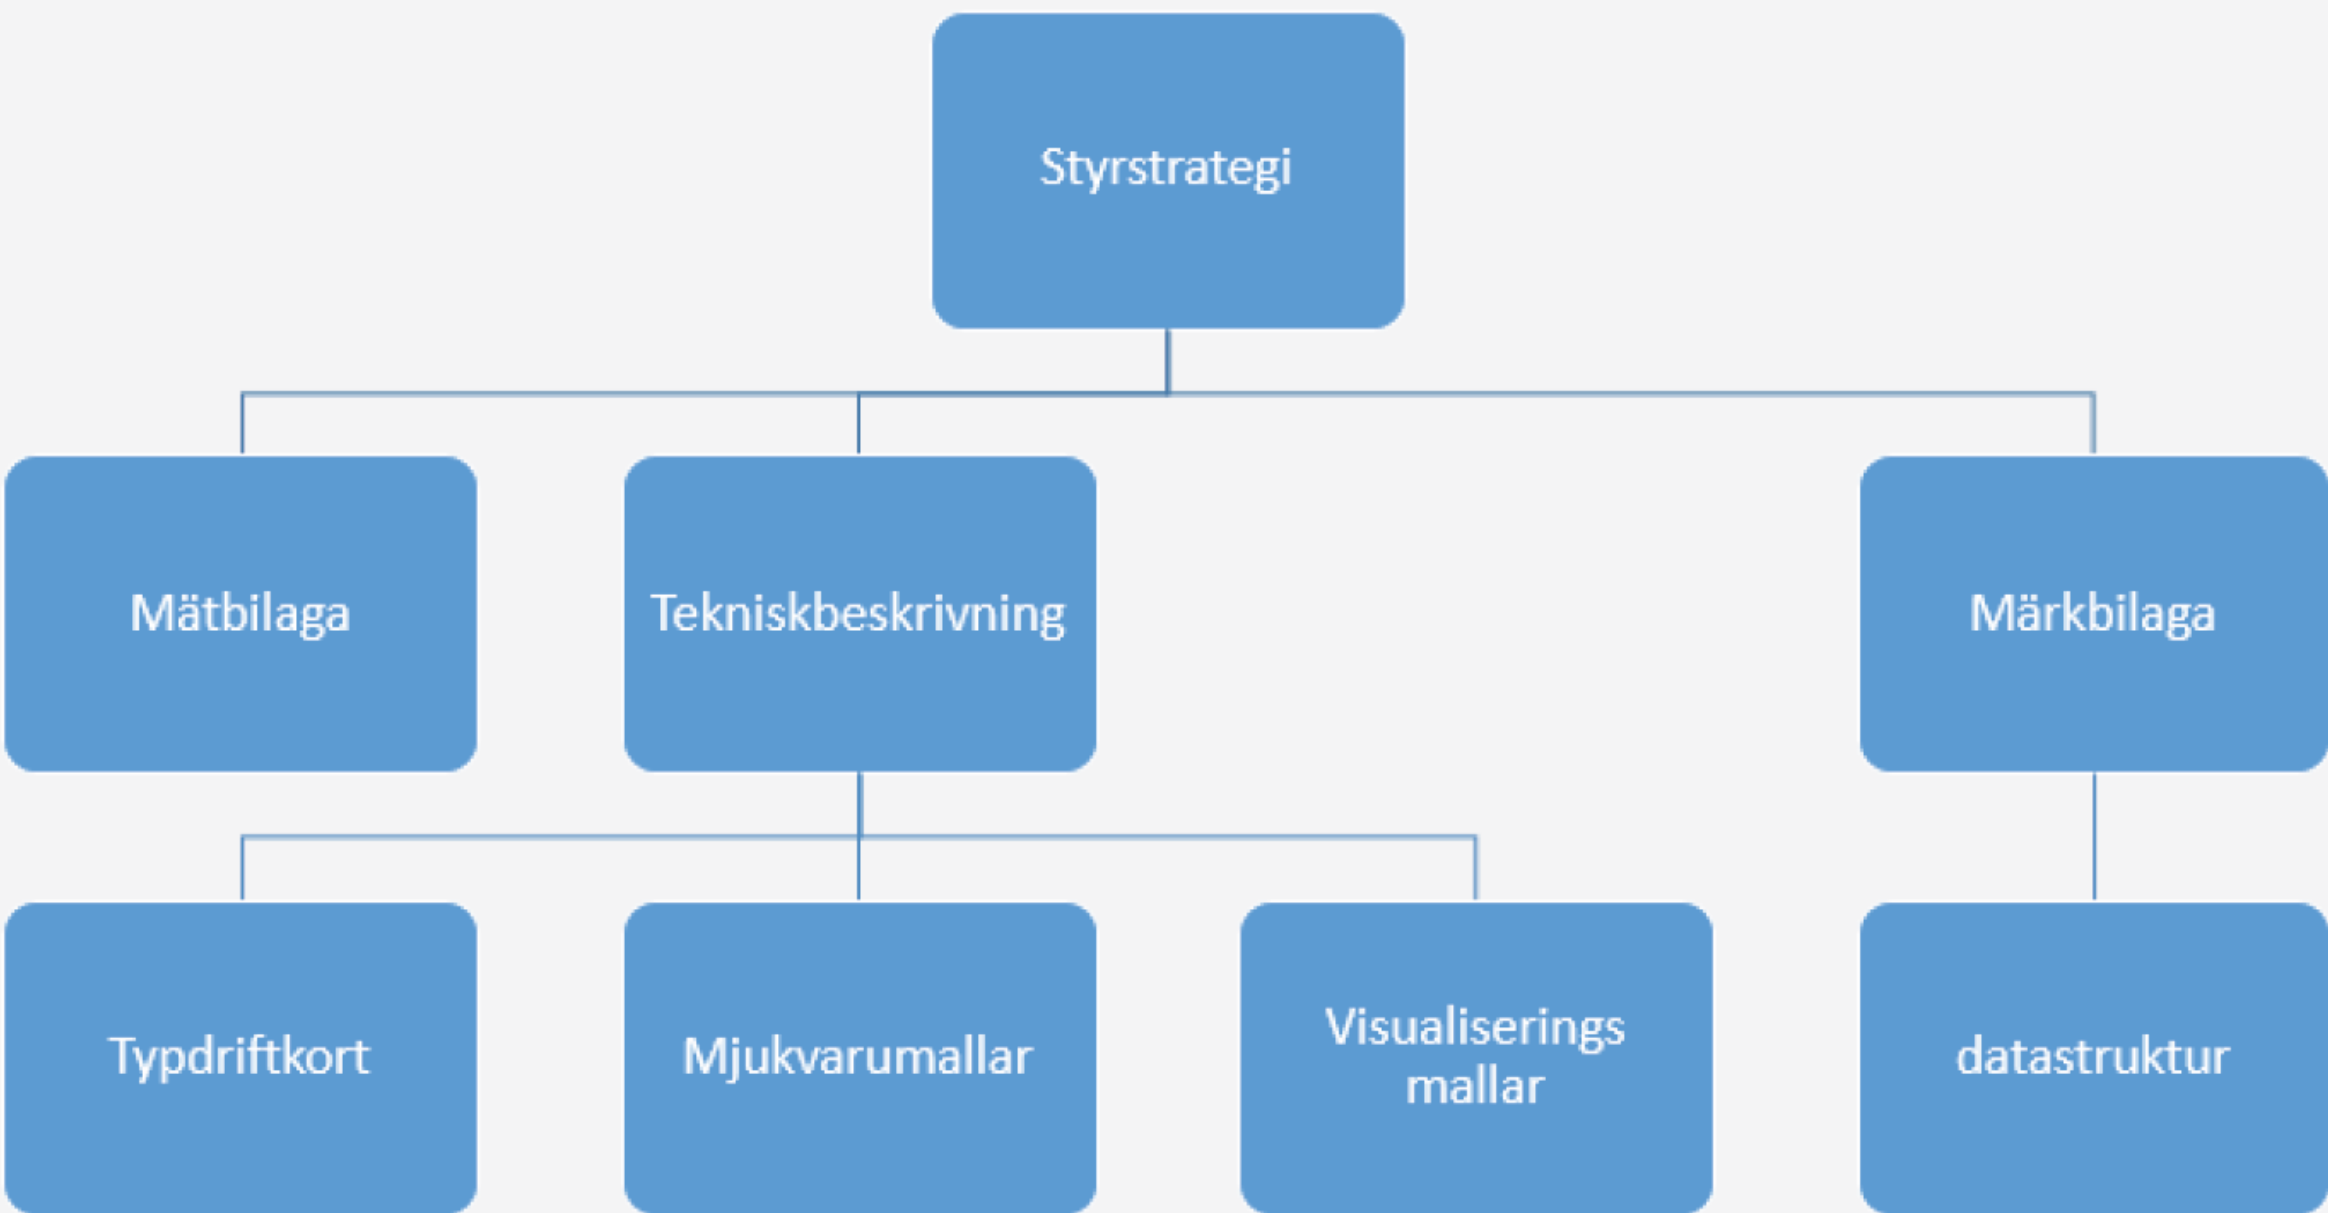 Styrstrategi
Mätbilaga
Tekniskbeskrivning
Märkbilaga
Typdriftkort
Mjukvarumallar
Visualiserings
mallar
datastruktur